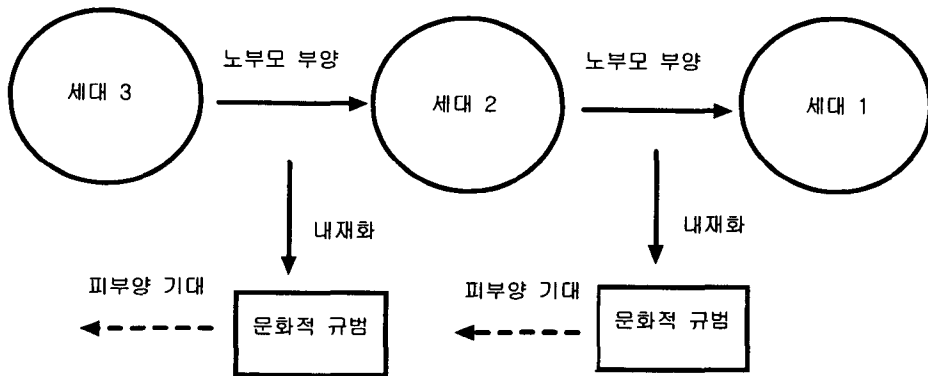 노부모 부양
노부모 부양
세대 3
세대 2
세대 1
내재화
내재화
피부양 기대
문화적 규범
피부양 기대
문화적 규범